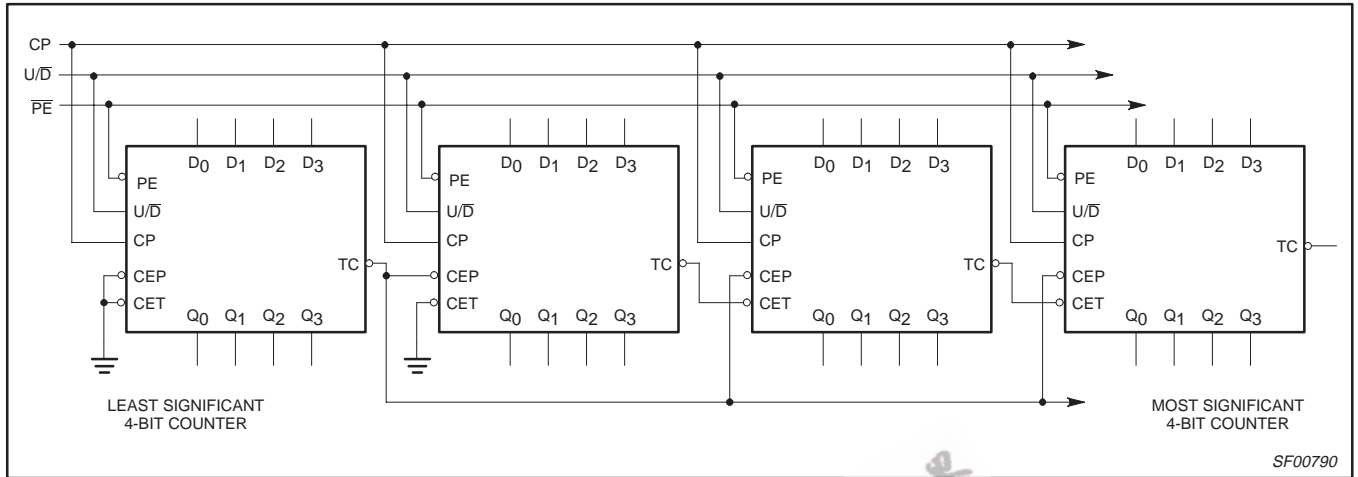 CP
U/D̅
P̅E̅
D0 D1 D2 D3
PE
U/D̅
CP
TC
CEP
CET
Q0 Q1 Q2 Q3
D0 D1 D2 D3
PE
U/D̅
CP
TC
CEP
CET
Q0 Q1 Q2 Q3
D0 D1 D2 D3
PE
U/D̅
CP
TC
CEP
CET
Q0 Q1 Q2 Q3
D0 D1 D2 D3
PE
U/D̅
CP
TC
CEP
CET
Q0 Q1 Q2 Q3
LEAST SIGNIFICANT
4-BIT COUNTER
MOST SIGNIFICANT
4-BIT COUNTER
SF00790